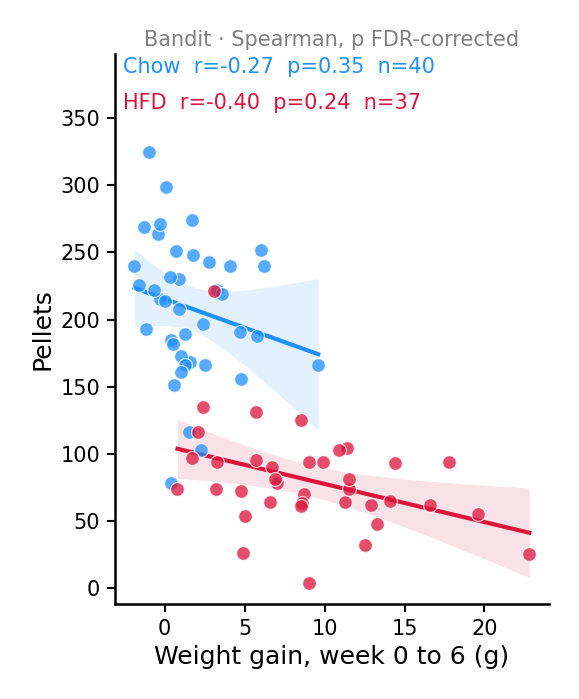 Bandit · Spearman, p FDR-corrected
Chow r=-0.27 p=0.35 n=40
HFD r=-0.40 p=0.24 n=37
350
300
250
200
150
100
50
0
Pellets
0 5 10 15 20
Weight gain, week 0 to 6 (g)